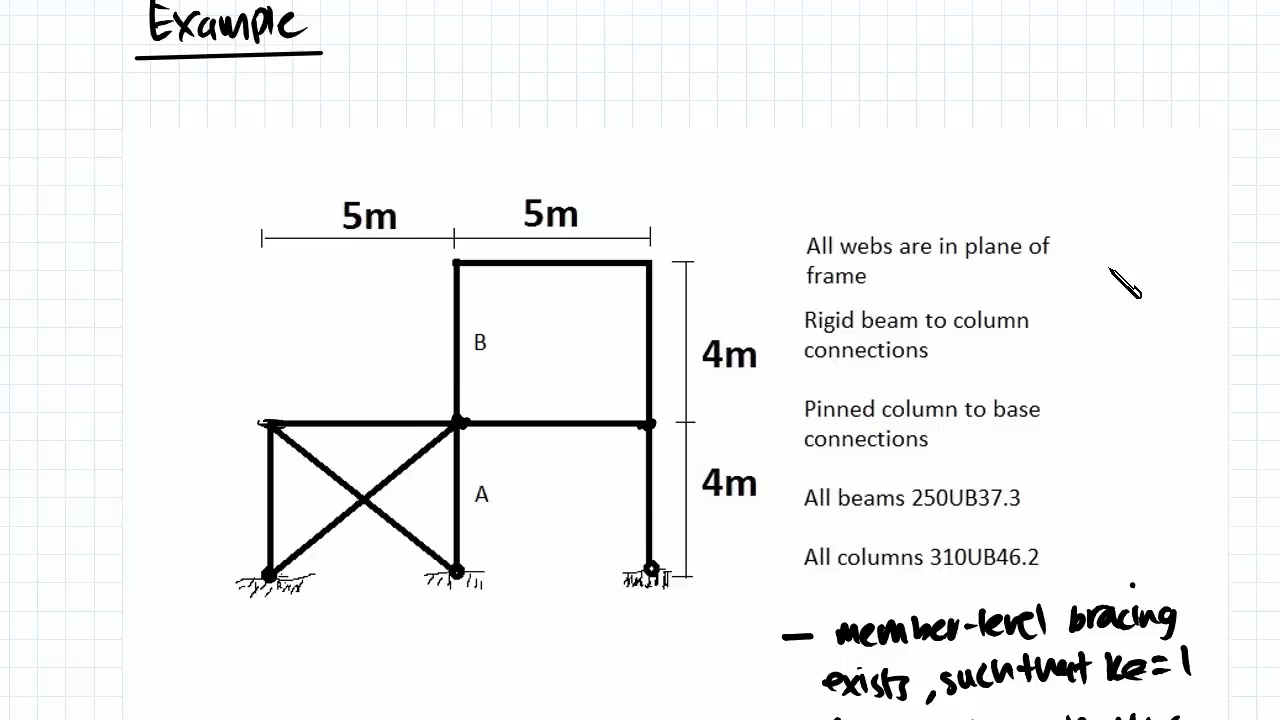 Example
5m
5m
B
4m
A
4m
All webs are in plane of
frame
Rigid beam to column
connections
Pinned column to base
connections
All beams 250UB37.3
All columns 310UB46.2
- member-level bracing
exists, such that ke=1